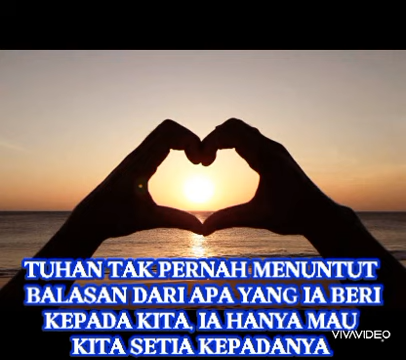 TUHAN TAK PERNAH MENUNTUT
BALASAN DARI APA YANG IA BERI
KEPADA KITA, IA HANYA MAU
KITA SETIA KEPADANYA
VIVAVIDEO